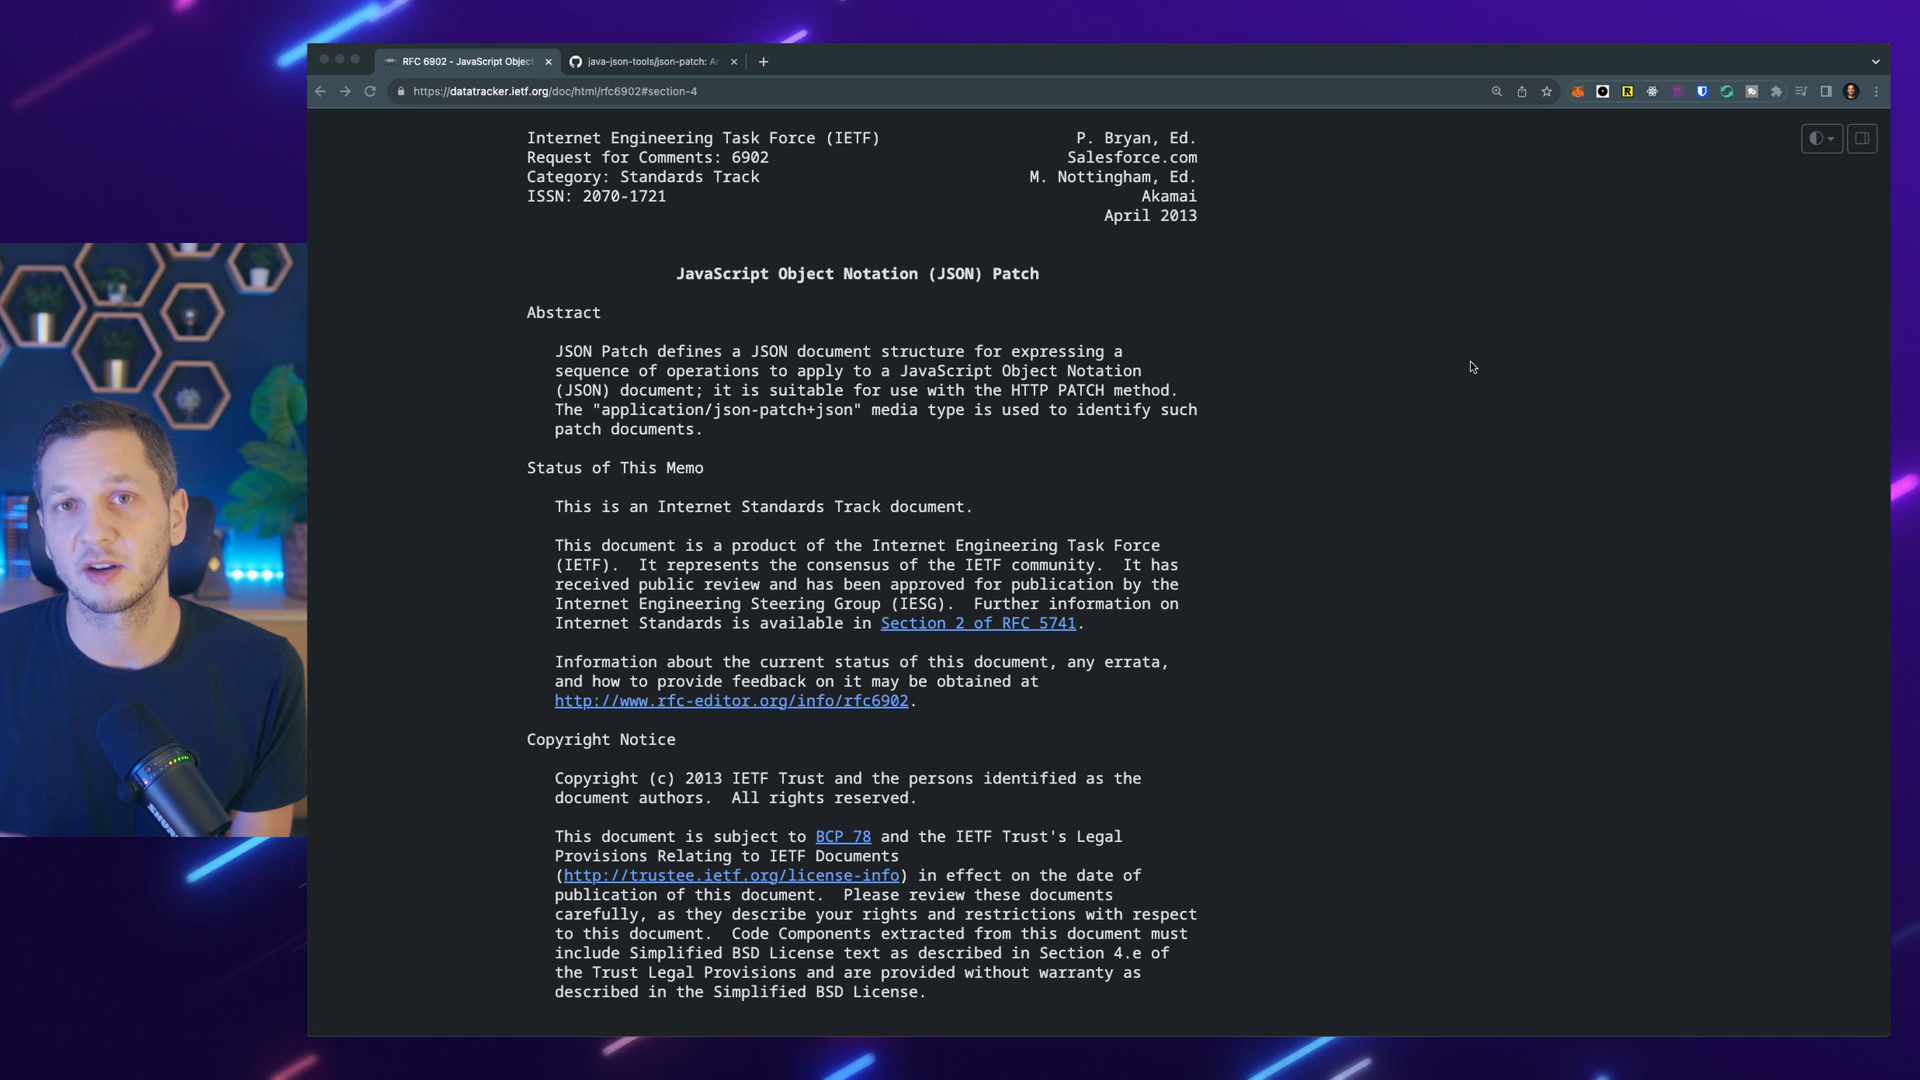 RFC 6902 - JavaScript Object
java-json-tools/json-patch: An
https://datatracker.ietf.org/doc/html/rfc6902#section-4
Internet Engineering Task Force (IETF) P. Bryan, Ed.
Request for Comments: 6902 Salesforce.com
Category: Standards Track M. Nottingham, Ed.
ISSN: 2070-1721 Akamai
April 2013
JavaScript Object Notation (JSON) Patch
Abstract
JSON Patch defines a JSON document structure for expressing a
sequence of operations to apply to a JavaScript Object Notation
(JSON) document; it is suitable for use with the HTTP PATCH method.
The "application/json-patch+json" media type is used to identify such
patch documents.
Status of This Memo
This is an Internet Standards Track document.
This document is a product of the Internet Engineering Task Force
(IETF).  It represents the consensus of the IETF community.  It has
received public review and has been approved for publication by the
Internet Engineering Steering Group (IESG).  Further information on
Internet Standards is available in Section 2 of RFC 5741.
Information about the current status of this document, any errata,
and how to provide feedback on it may be obtained at
http://www.rfc-editor.org/info/rfc6902.
Copyright Notice
Copyright (c) 2013 IETF Trust and the persons identified as the
document authors.  All rights reserved.
This document is subject to BCP 78 and the IETF Trust's Legal
Provisions Relating to IETF Documents
(http://trustee.ietf.org/license-info) in effect on the date of
publication of this document.  Please review these documents
carefully, as they describe your rights and restrictions with respect
to this document.  Code Components extracted from this document must
include Simplified BSD License text as described in Section 4.e of
the Trust Legal Provisions and are provided without warranty as
described in the Simplified BSD License.